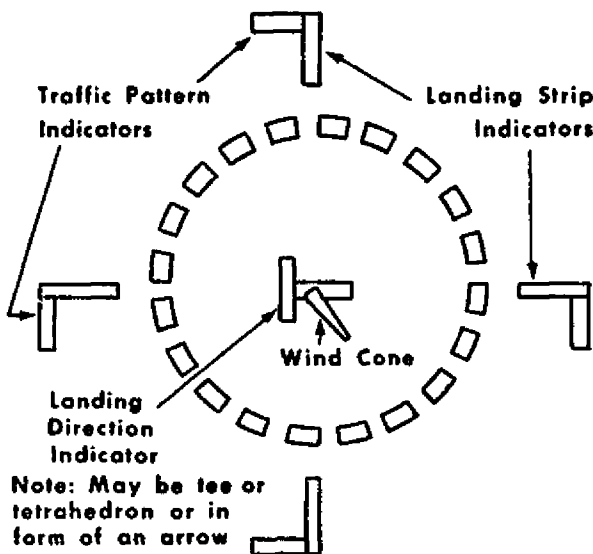 Traffic Pattern
Indicators
Landing Strip
Indicators
Wind Cone
Landing
Direction
Indicator
Note: May be tee or
tetrahedron or in
form of an arrow